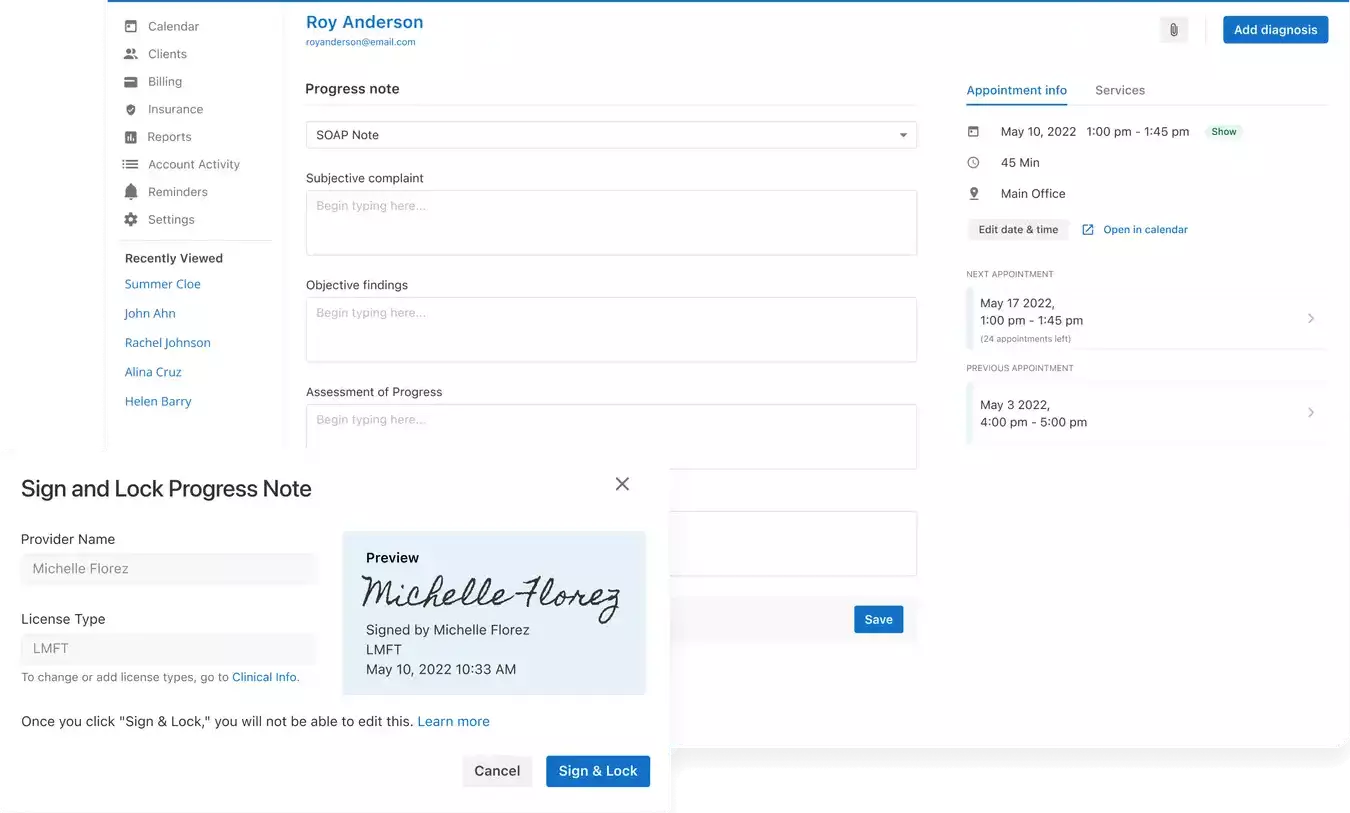 Calendar
Clients
Billing
Insurance
Reports
Account Activity
Reminders
Settings
Recently Viewed
Summer Cloe
John Ahn
Rachel Johnson
Alina Cruz
Helen Barry
Roy Anderson
royanderson@email.com
Add diagnosis
Progress note
SOAP Note
Subjective complaint
Begin typing here...
Objective findings
Begin typing here...
Assessment of Progress
Begin typing here...
Save
Appointment info Services
May 10, 2022 1:00 pm - 1:45 pm Show
45 Min
Main Office
Edit date & time Open in calendar
NEXT APPOINTMENT
May 17 2022,
1:00 pm - 1:45 pm
(24 appointments left)
PREVIOUS APPOINTMENT
May 3 2022,
4:00 pm - 5:00 pm
Sign and Lock Progress Note
Provider Name
Michelle Florez
License Type
LMFT
To change or add license types, go to Clinical Info.
Preview
Michelle Florez
Signed by Michelle Florez
LMFT
May 10, 2022 10:33 AM
Once you click "Sign & Lock," you will not be able to edit this. Learn more
Cancel Sign & Lock